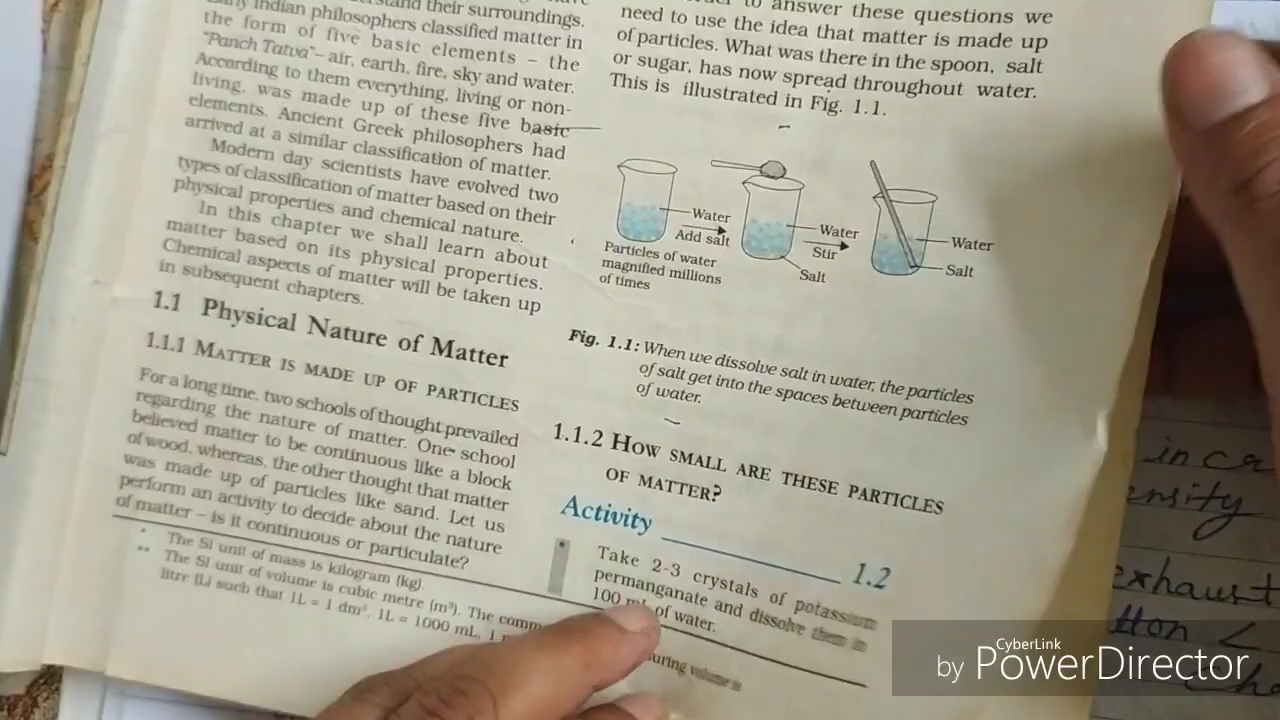 their surroundings.
Indian philosophers classified matter in
the form of five basic elements – the
"Panch Tatva"– air, earth, fire, sky and water.
According to them everything, living or non-
living, was made up of these five basic
elements. Ancient Greek philosophers had
arrived at a similar classification of matter.
Modern day scientists have evolved two
types of classification of matter based on their
physical properties and chemical nature.
In this chapter we shall learn about
matter based on its physical properties.
Chemical aspects of matter will be taken up
in subsequent chapters.
1.1 Physical Nature of Matter
1.1.1 MATTER IS MADE UP OF PARTICLES
For a long time, two schools of thought prevailed
regarding the nature of matter. One school
believed matter to be continuous like a block
of wood, whereas, the other thought that matter
was made up of particles like sand. Let us
perform an activity to decide about the nature
of matter – is it continuous or particulate?
* The SI unit of mass is kilogram (kg).
** The SI unit of volume is cubic metre (m³). The
litre (L) such that 1L = 1 dm³, 1L = 1000 mL, 1
to answer these questions we
need to use the idea that matter is made up
of particles. What was there in the spoon, salt
or sugar, has now spread throughout water.
This is illustrated in Fig. 1.1.
Water
Add salt
Particles of water
magnified millions
of times
Water
Stir
Salt
Water
Salt
Fig. 1.1: When we dissolve salt in water, the particles
of salt get into the spaces between particles
of water.
1.1.2 HOW SMALL ARE THESE PARTICLES
OF MATTER?
Activity 1.2
• Take 2-3 crystals of potassium
permanganate and dissolve them in
100 mL of water.
volume is
in
exhaust
CyberLink
by PowerDirector